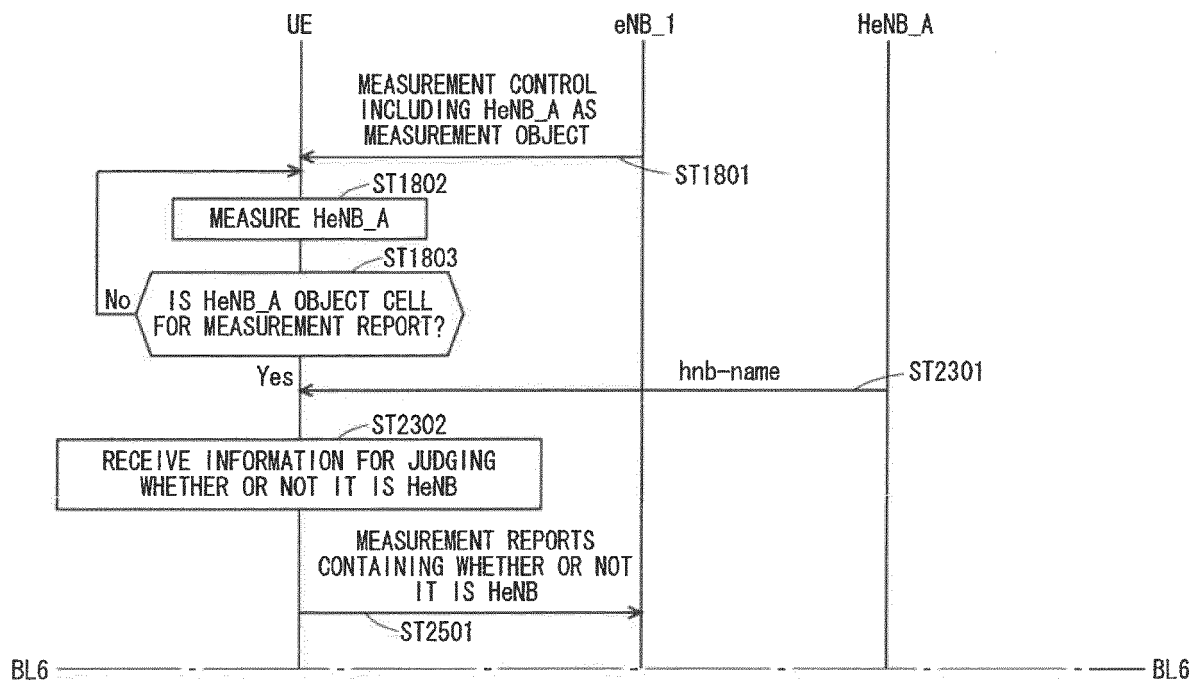 UE
eNB_1
HeNB_A
MEASUREMENT CONTROL
INCLUDING HeNB_A AS
MEASUREMENT OBJECT
ST1801
ST1802
MEASURE HeNB_A
ST1803
No
IS HeNB_A OBJECT CELL
FOR MEASUREMENT REPORT?
Yes
hnb-name
ST2301
ST2302
RECEIVE INFORMATION FOR JUDGING
WHETHER OR NOT IT IS HeNB
MEASUREMENT REPORTS
CONTAINING WHETHER OR NOT
IT IS HeNB
ST2501
BL6
BL6